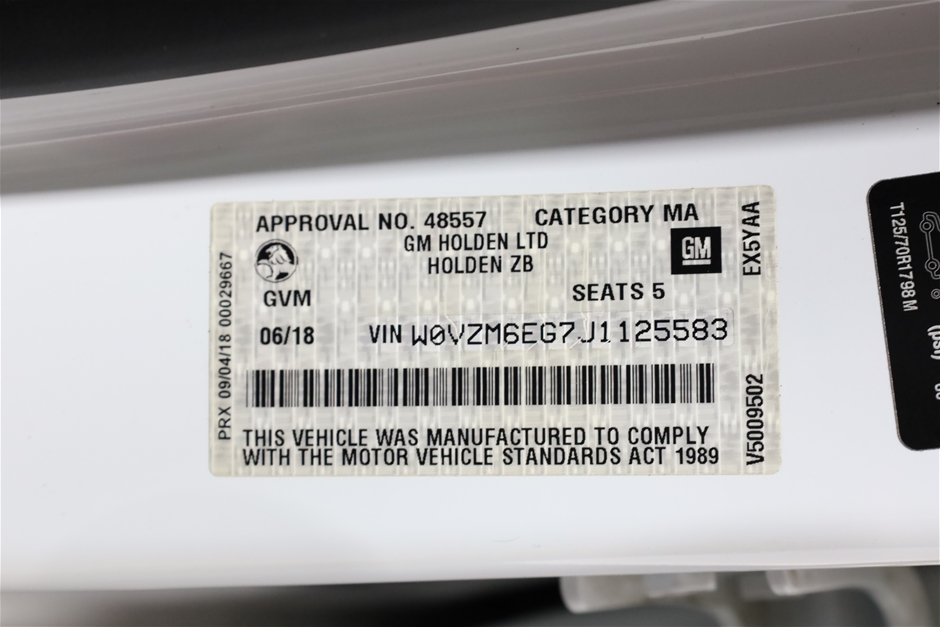 APPROVAL NO. 48557 CATEGORY MA
GM HOLDEN LTD
HOLDEN ZB
GM
GVM
SEATS 5
06/18 VIN W0VZM6EG7J1125583
THIS VEHICLE WAS MANUFACTURED TO COMPLY
WITH THE MOTOR VEHICLE STANDARDS ACT 1989
PRX 09/04/18 00029667
EX5YAA
V5009502
T125/70R1798 M
(psi)